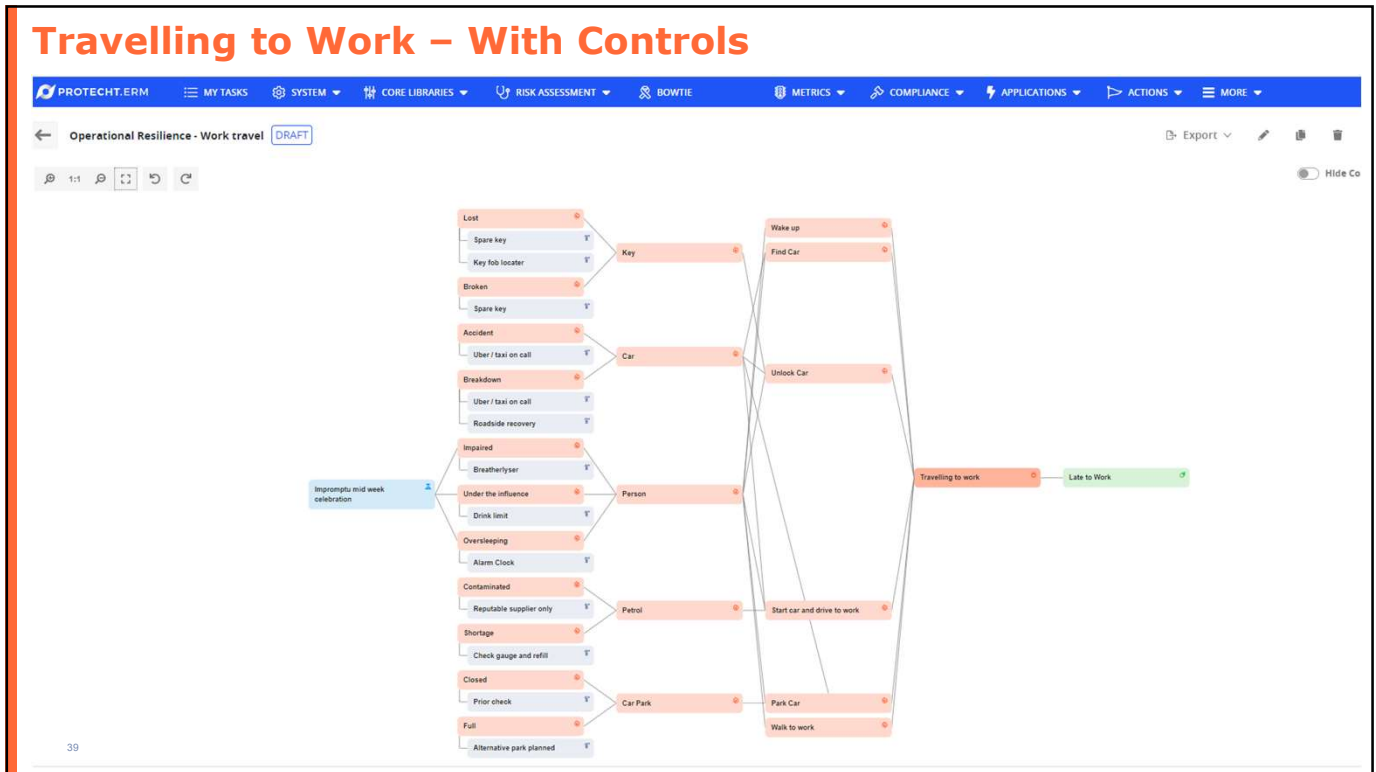 Travelling to Work – With Controls
PROTECHT.ERM MY TASKS SYSTEM CORE LIBRARIES RISK ASSESSMENT BOWTIE METRICS COMPLIANCE APPLICATIONS ACTIONS MORE
Operational Resilience - Work travel DRAFT Export
1:1 Hide Co
Lost
Spare key
Key fob locater
Broken
Spare key
Accident
Uber / taxi on call
Breakdown
Uber / taxi on call
Roadside recovery
Impaired
Breatherlyser
Impromptu mid week
celebration
Under the influence
Drink limit
Oversleeping
Alarm Clock
Contaminated
Reputable supplier only
Shortage
Check gauge and refill
Closed
Prior check
Full
Alternative park planned
Key
Car
Person
Petrol
Car Park
Wake up
Find Car
Unlock Car
Start car and drive to work
Park Car
Walk to work
Travelling to work
Late to Work
39